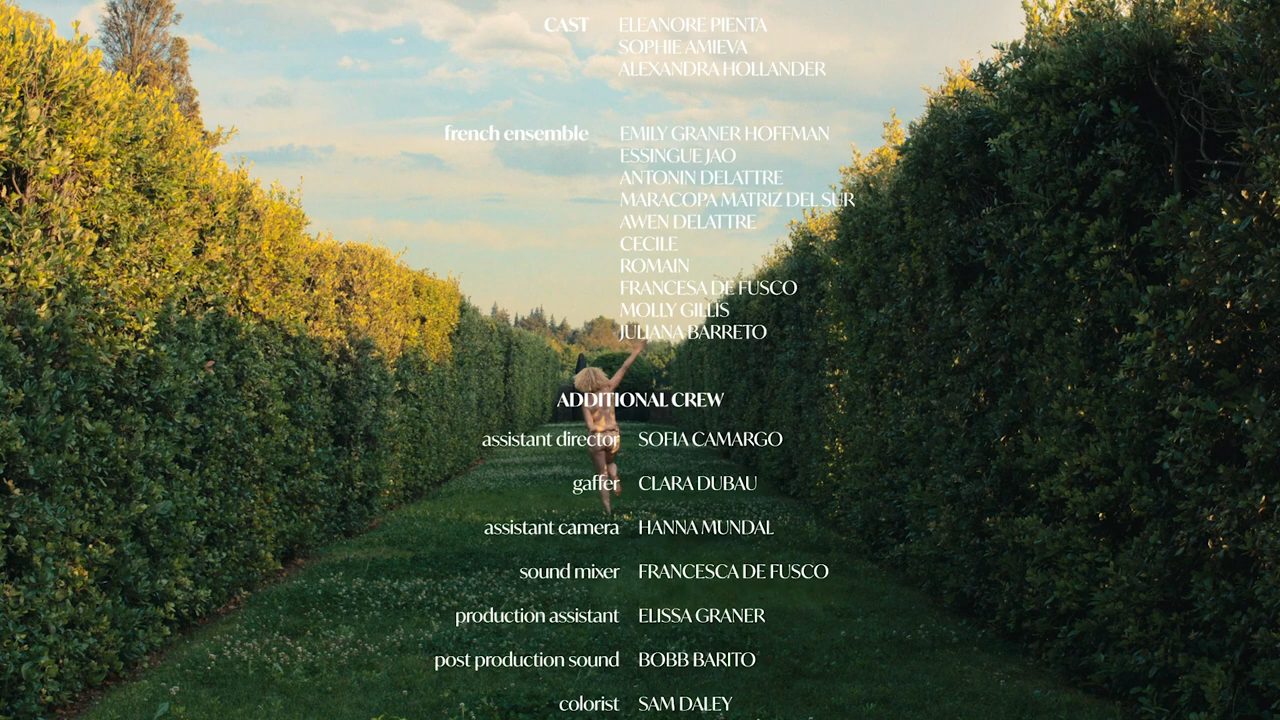 CAST ELEANORE PIENTA
SOPHIE AMIEVA
ALEXANDRA HOLLANDER
french ensemble EMILY GRANER HOFFMAN
ESSINGUE JAO
ANTONIN DELATTRE
MARACOPA MATRIZ DEL SUR
AWEN DELATTRE
CECILE
ROMAIN
FRANCESA DE FUSCO
MOLLY GILLIS
JULIANA BARRETO
ADDITIONAL CREW
assistant director SOFIA CAMARGO
gaffer CLARA DUBAU
assistant camera HANNA MUNDAL
sound mixer FRANCESCA DE FUSCO
production assistant ELISSA GRANER
post production sound BOBB BARITO
colorist SAM DALEY